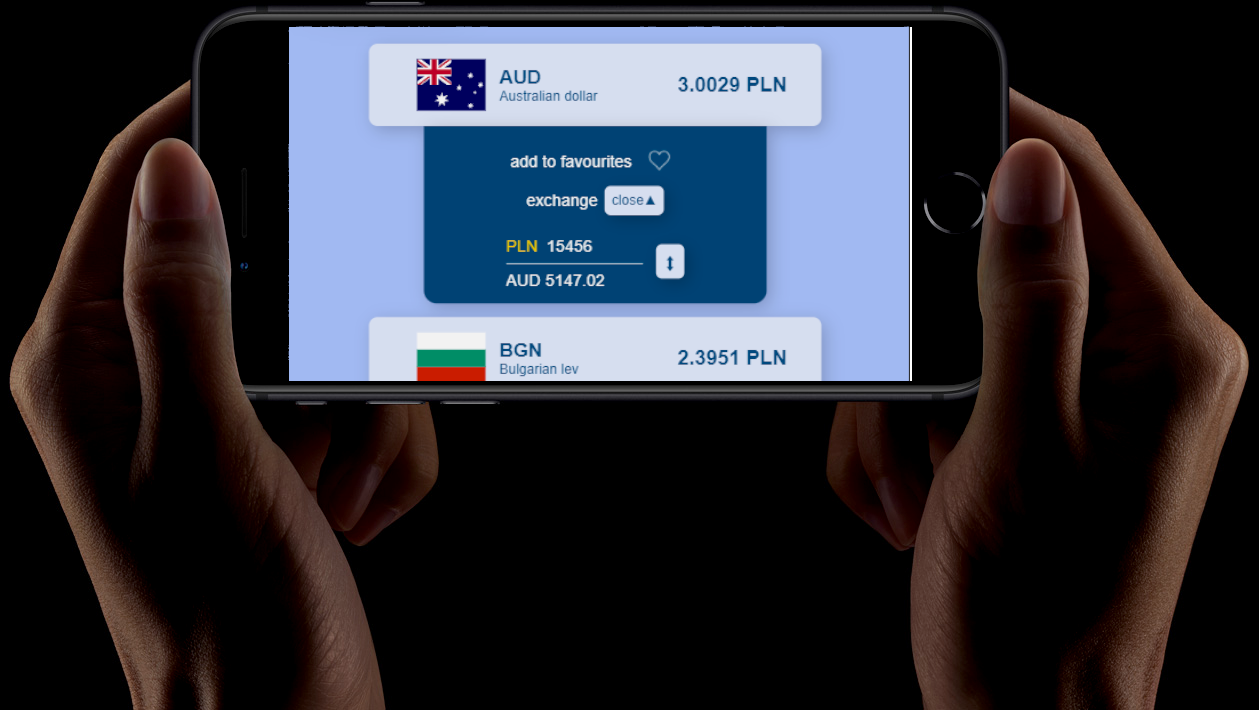 AUD
Australian dollar
3.0029 PLN
add to favourites
exchange close▲
PLN 15456
AUD 5147.02
BGN
Bulgarian lev
2.3951 PLN